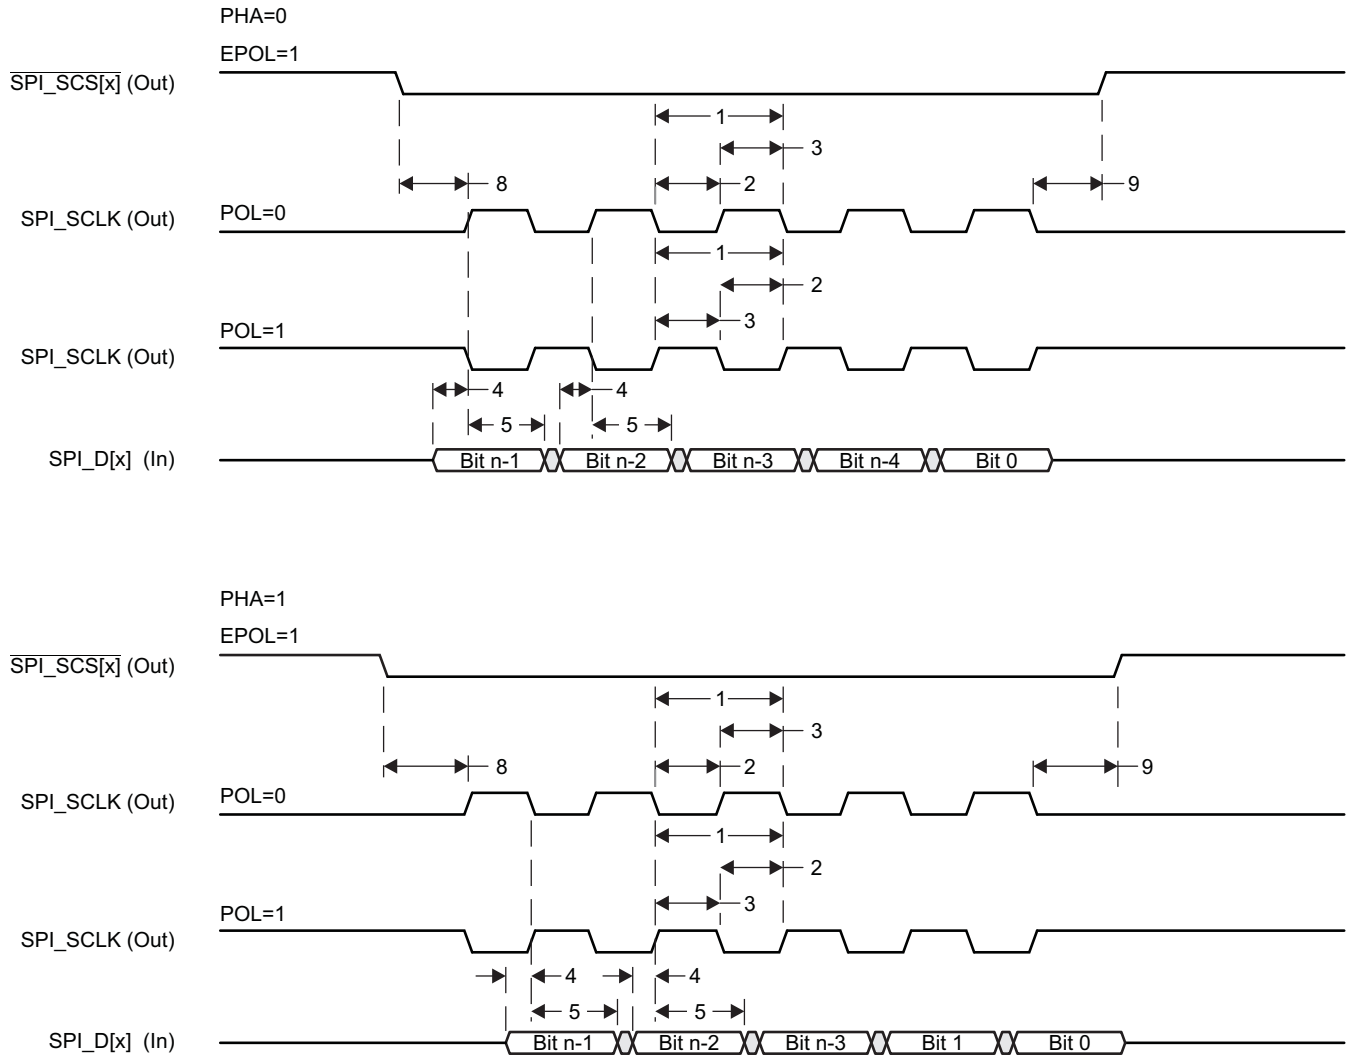 PHA=0
EPOL=1
SPI_SCS[x] (Out)
1
3
8
2
9
SPI_SCLK (Out)
POL=0
1
2
3
POL=1
SPI_SCLK (Out)
4
4
5
5
SPI_D[x] (In)
Bit n-1
Bit n-2
Bit n-3
Bit n-4
Bit 0
PHA=1
EPOL=1
SPI_SCS[x] (Out)
1
3
8
2
9
SPI_SCLK (Out)
POL=0
1
2
3
POL=1
SPI_SCLK (Out)
4
4
5
5
SPI_D[x] (In)
Bit n-1
Bit n-2
Bit n-3
Bit 1
Bit 0